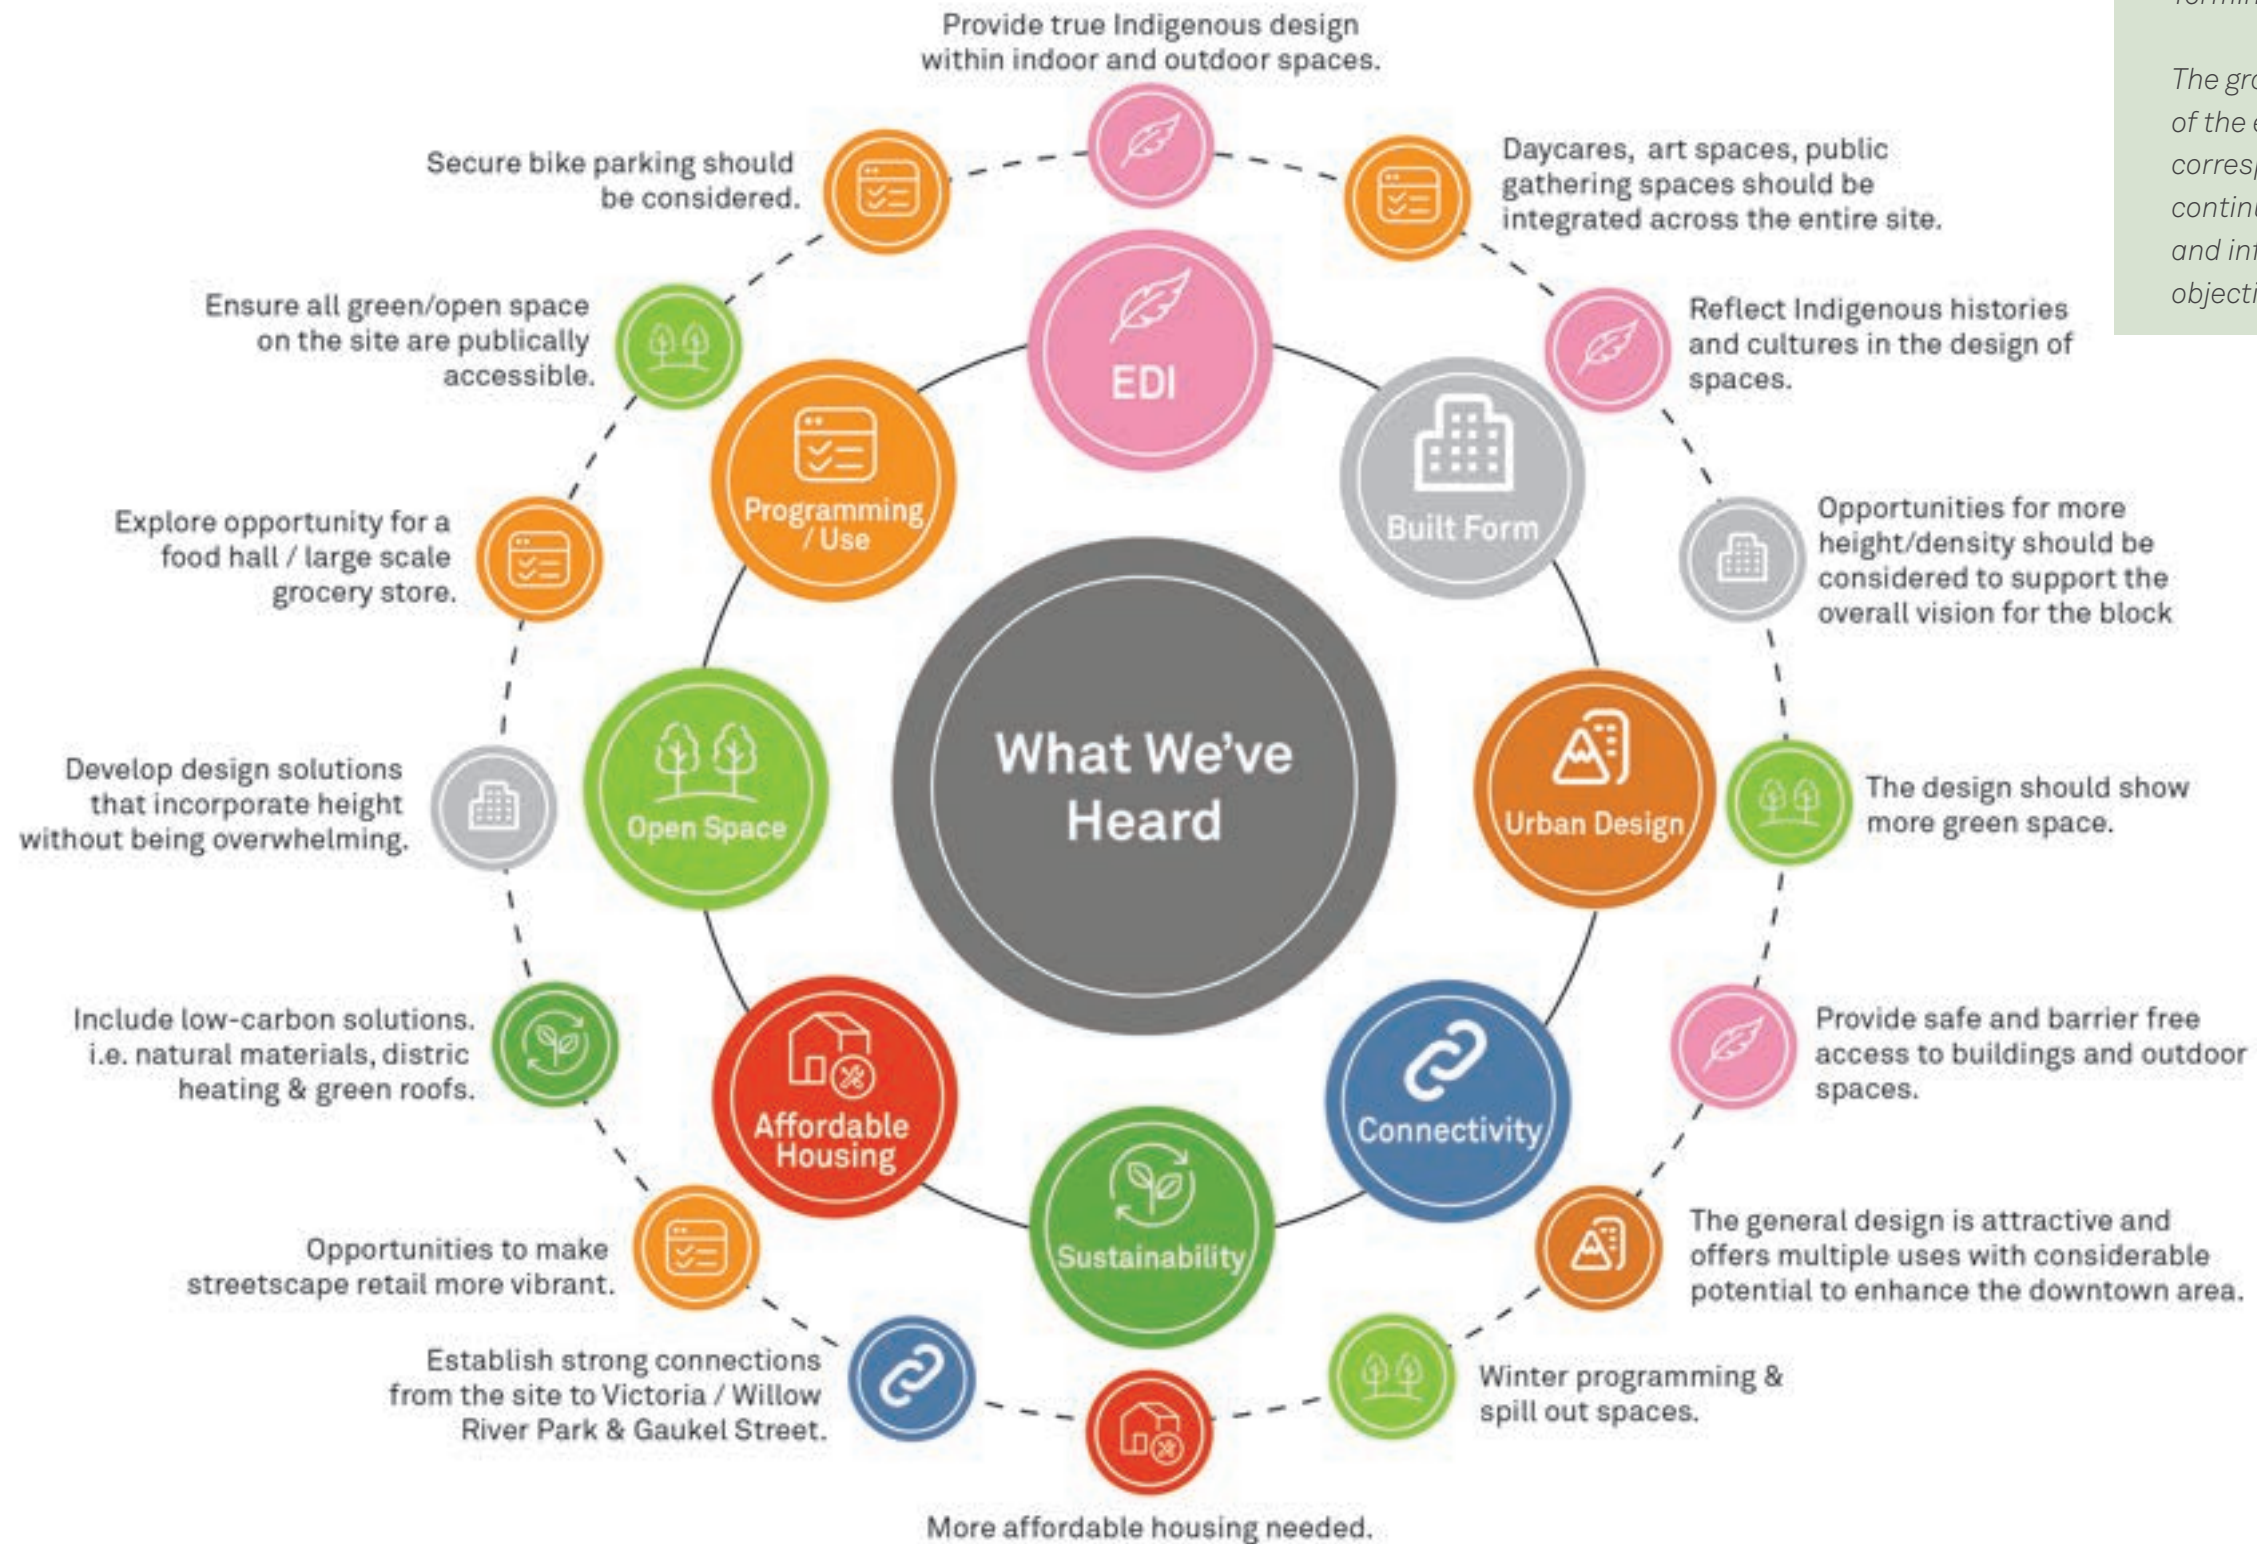 Provide true Indigenous design
within indoor and outdoor spaces.
Secure bike parking should
be considered.
Daycares, art spaces, public
gathering spaces should be
integrated across the entire site.
Ensure all green/open space
on the site are publically
accessible.
Reflect Indigenous histories
and cultures in the design of
spaces.
Explore opportunity for a
food hall / large scale
grocery store.
Opportunities for more
height/density should be
considered to support the
overall vision for the block
Develop design solutions
that incorporate height
without being overwhelming.
The design should show
more green space.
Include low-carbon solutions.
i.e. natural materials, distric
heating & green roofs.
Provide safe and barrier free
access to buildings and outdoor
spaces.
Opportunities to make
streetscape retail more vibrant.
The general design is attractive and
offers multiple uses with considerable
potential to enhance the downtown area.
Establish strong connections
from the site to Victoria / Willow
River Park & Gaukel Street.
Winter programming &
spill out spaces.
More affordable housing needed.
EDI
Programming
/ Use
Built Form
Open Space
Urban Design
Affordable
Housing
Connectivity
Sustainability
What We've
Heard
The
of the
and